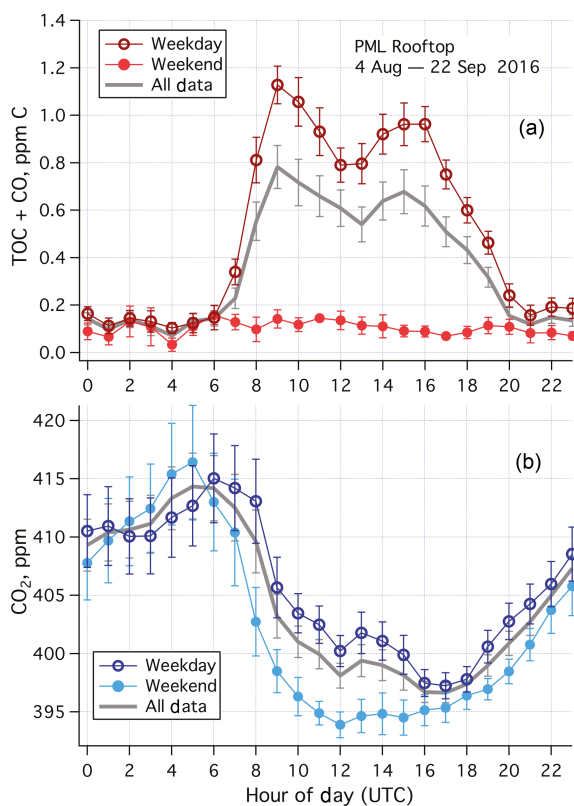 1.4
1.2
1.0
0.8
0.6
0.4
0.2
0.0
TOC + CO, ppm C
Weekday
Weekend
All data
PML Rooftop
4 Aug — 22 Sep 2016
(a)
0 2 4 6 8 10 12 14 16 18 20 22
420
415
410
405
400
395
CO2, ppm
(b)
Weekday
Weekend
All data
0 2 4 6 8 10 12 14 16 18 20 22
Hour of day (UTC)